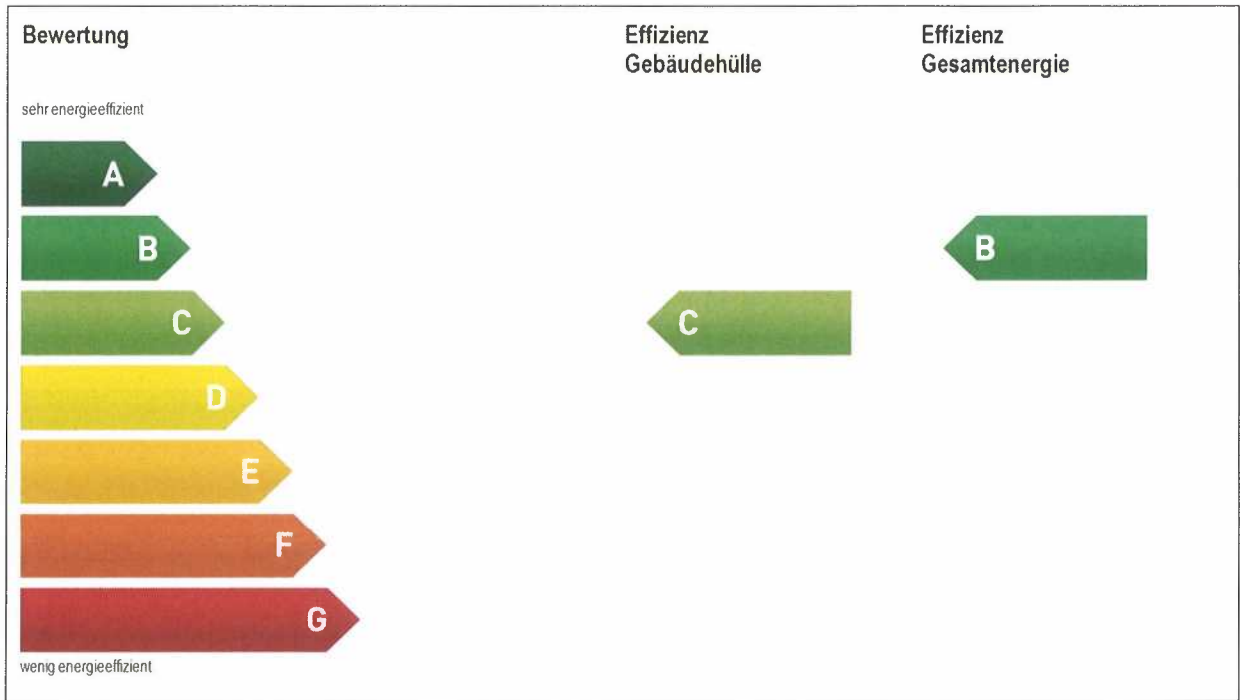 Bewertung
Effizienz
Gebäudehülle
Effizienz
Gesamtenergie
sehr energieeffizient
A
B
B
C
C
D
E
F
G
wenig energieeffizient